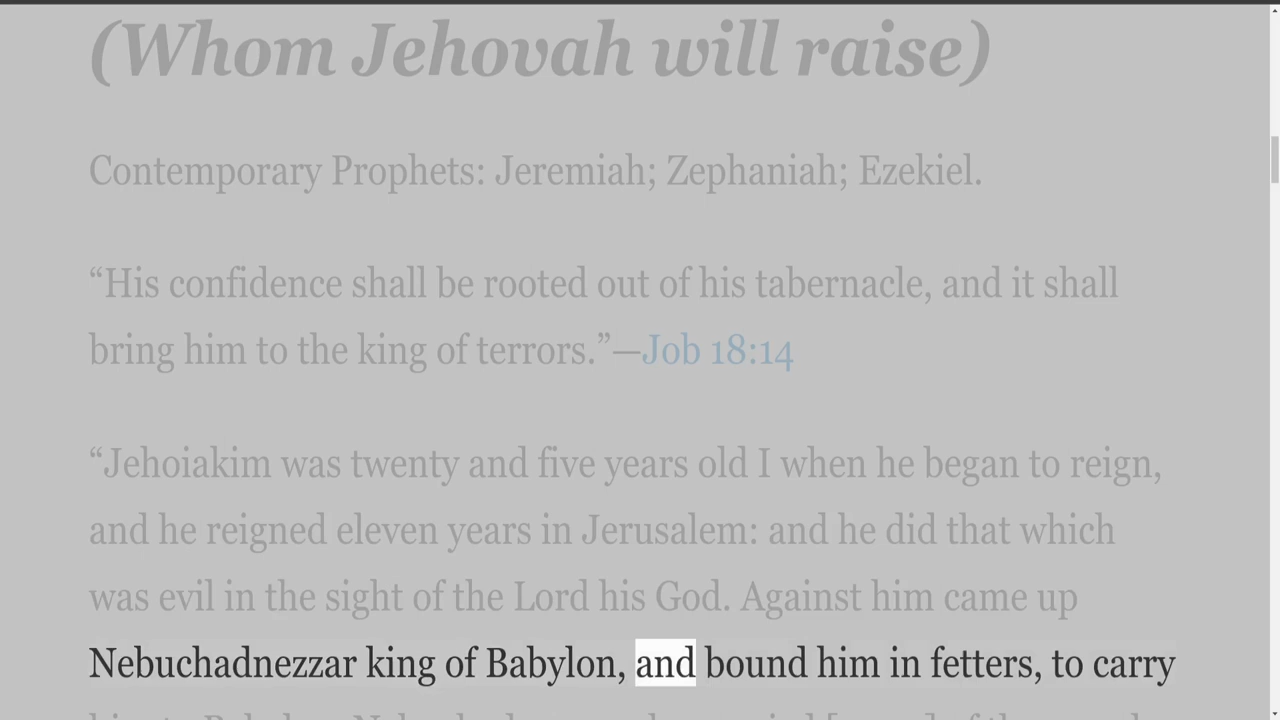 (Whom Jehovah will raise)
Contemporary Prophets: Jeremiah; Zephaniah; Ezekiel.
“His confidence shall be rooted out of his tabernacle, and it shall
bring him to the king of terrors.”—Job 18:14
“Jehoiakim was twenty and five years old I when he began to reign,
and he reigned eleven years in Jerusalem: and he did that which
was evil in the sight of the Lord his God. Against him came up
Nebuchadnezzar king of Babylon, and bound him in fetters, to carry